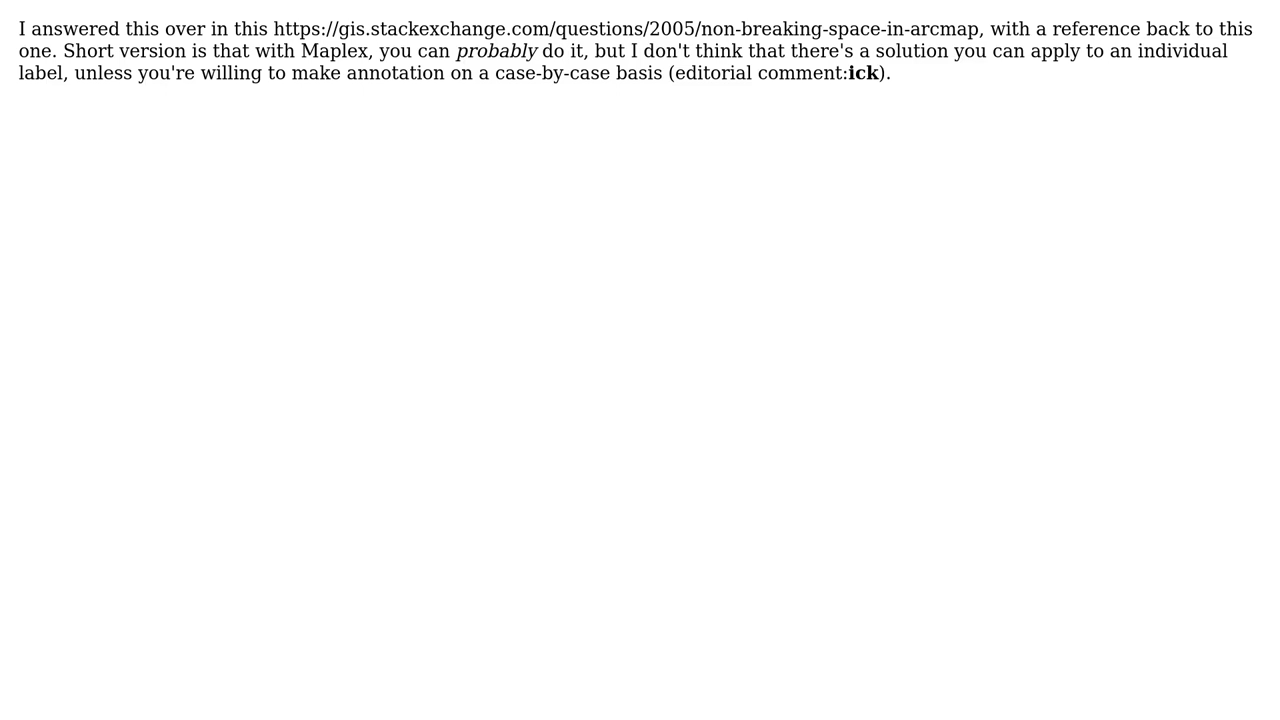 I answered this over in this https://gis.stackexchange.com/questions/2005/non-breaking-space-in-arcmap, with a reference back to this
one. Short version is that with Maplex, you can probably do it, but I don't think that there's a solution you can apply to an individual
label, unless you're willing to make annotation on a case-by-case basis (editorial comment:ick).